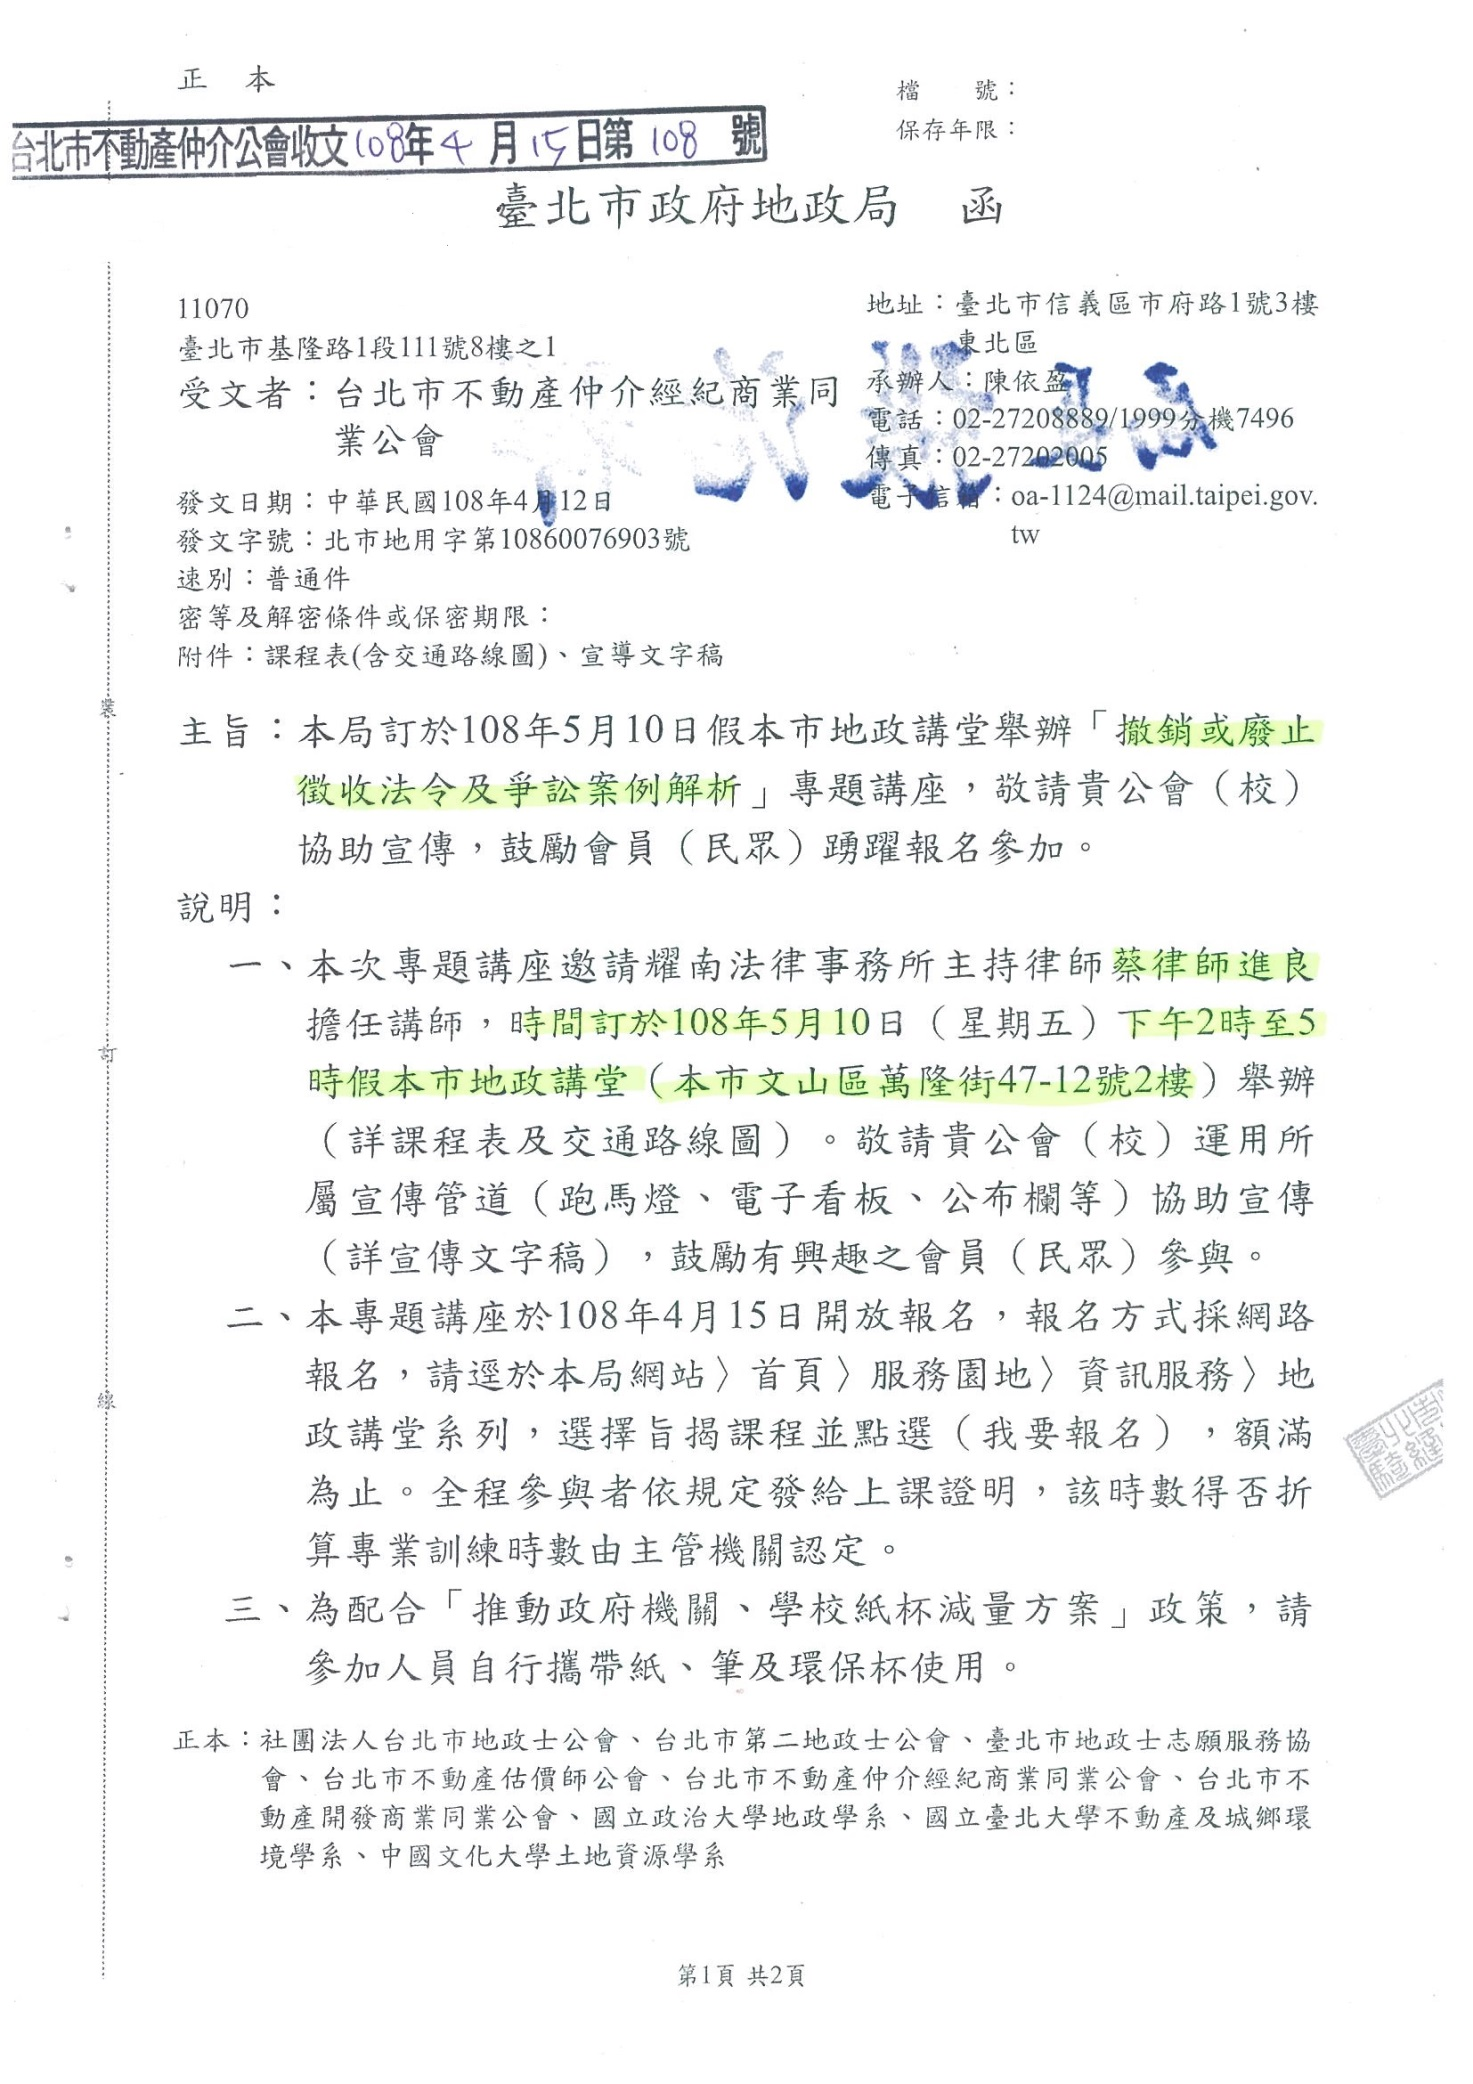 正　本
檔　　號：
保存年限：
台北市不動產仲介公會收文108年4月15日第108號
臺北市政府地政局　函
11070
臺北市基隆路1段111號8樓之1
受文者：台北市不動產仲介經紀商業同
業公會
地址：臺北市信義區市府路1號3樓
東北區
承辦人：陳依盈
電話：02-27208889/1999分機7496
傳真：02-27202005
電子信箱：oa-1124@mail.taipei.gov.
tw
發文日期：中華民國108年4月12日
發文字號：北市地用字第10860076903號
速別：普通件
密等及解密條件或保密期限：
附件：課程表(含交通路線圖)、宣導文字稿
主旨：本局訂於108年5月10日假本市地政講堂舉辦「撤銷或廢止
徵收法令及爭訟案例解析」專題講座，敬請貴公會（校）
協助宣傳，鼓勵會員（民眾）踴躍報名參加。
說明：
一、本次專題講座邀請耀南法律事務所主持律師蔡律師進良
擔任講師，時間訂於108年5月10日（星期五）下午2時至5
時假本市地政講堂（本市文山區萬隆街47-12號2樓）舉辦
（詳課程表及交通路線圖）。敬請貴公會（校）運用所
屬宣傳管道（跑馬燈、電子看板、公布欄等）協助宣傳
（詳宣傳文字稿），鼓勵有興趣之會員（民眾）參與。
二、本專題講座於108年4月15日開放報名，報名方式採網路
報名，請逕於本局網站〉首頁〉服務園地〉資訊服務〉地
政講堂系列，選擇旨揭課程並點選（我要報名），額滿
為止。全程參與者依規定發給上課證明，該時數得否折
算專業訓練時數由主管機關認定。
三、為配合「推動政府機關、學校紙杯減量方案」政策，請
參加人員自行攜帶紙、筆及環保杯使用。
裝
訂
線
正本：社團法人台北市地政士公會、台北市第二地政士公會、臺北市地政士志願服務協
會、台北市不動產估價師公會、台北市不動產仲介經紀商業同業公會、台北市不
動產開發商業同業公會、國立政治大學地政學系、國立臺北大學不動產及城鄉環
境學系、中國文化大學土地資源學系
第1頁 共2頁